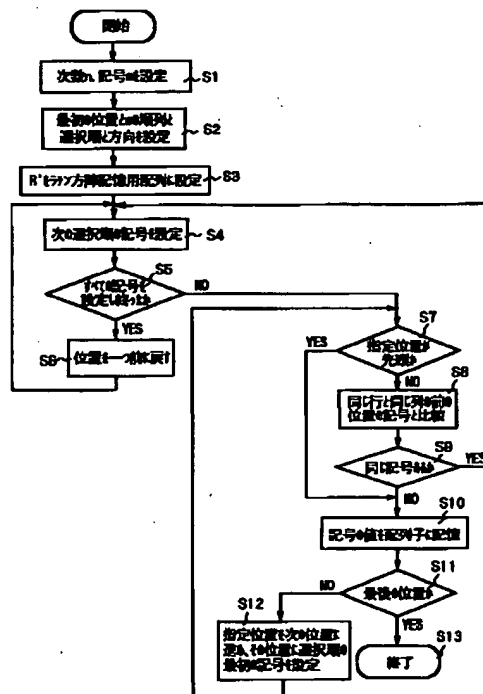 開始
次数n、記号mを設定
S1
最初の位置と
選択順と方向を設定
S2
ラテン方陣記憶用配列に設定
S3
次の選択順の記号を設定
S4
すべての記号を
設定し終ったか
S5
NO
YES
S6
位置を一つ前に戻す
S7
指定位置が
先頭か
YES
NO
S8
同じ行と同じ列の前の
位置の記号と比較
S9
同じ記号あるか
YES
NO
S10
記号の値を配列子に記憶
S11
最後の位置か
NO
YES
S12
指定位置を次の位置に
進め、その位置に選択順の
最初の記号を設定
S13
終了